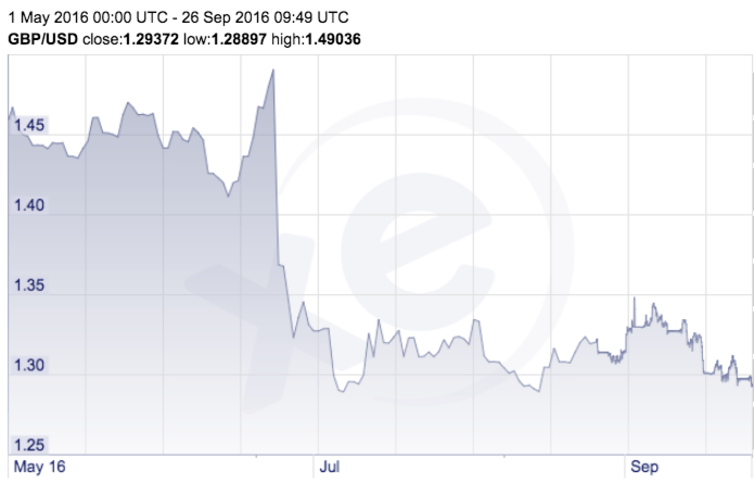 1 May 2016 00:00 UTC - 26 Sep 2016 09:49 UTC
GBP/USD close:1.29372 low:1.28897 high:1.49036
1.45
1.40
1.35
1.30
1.25
May 16 Jul Sep
xe